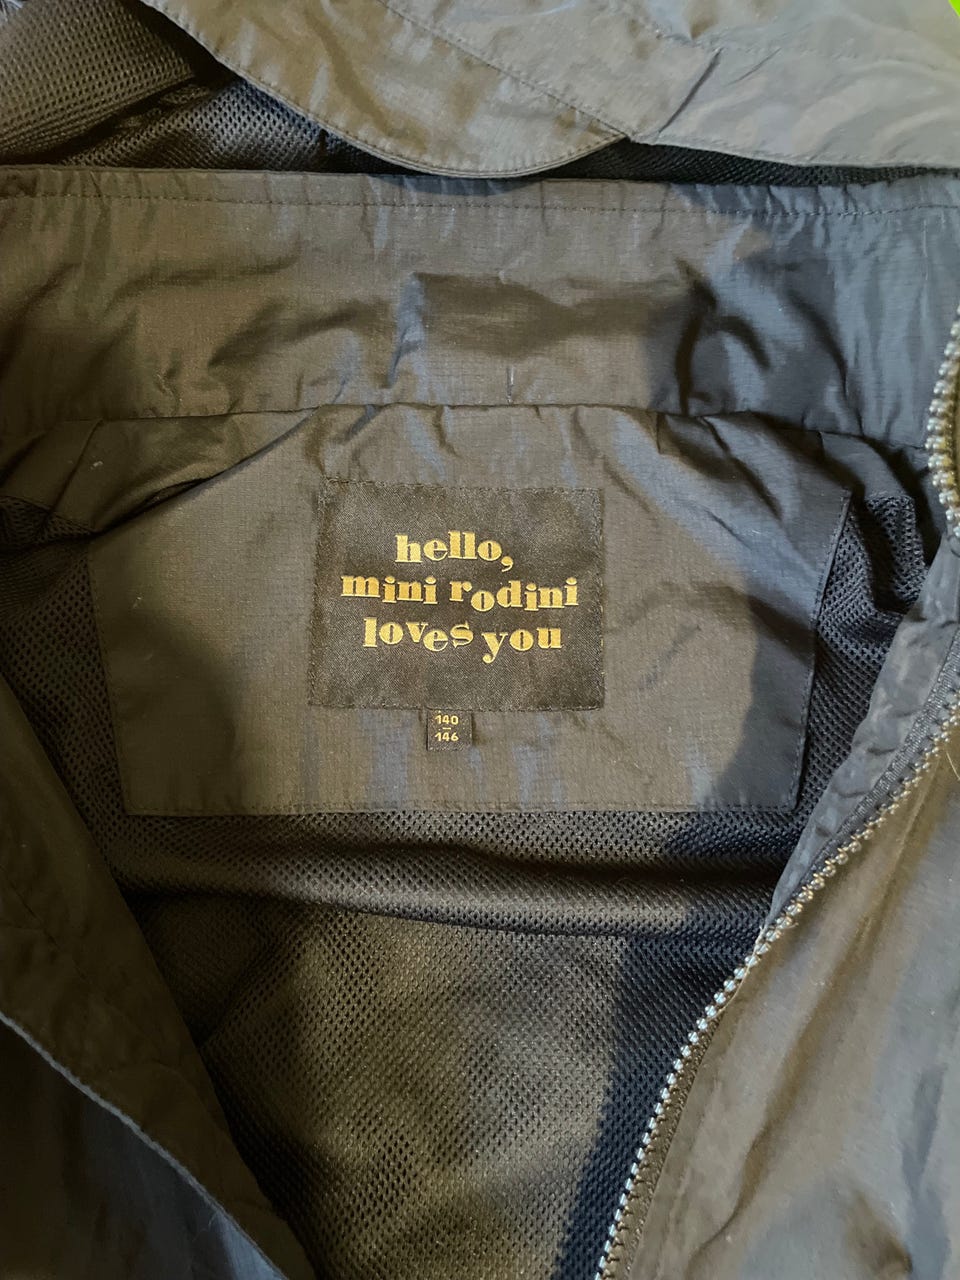 hello,
mini rodini
loves you
140
–
146